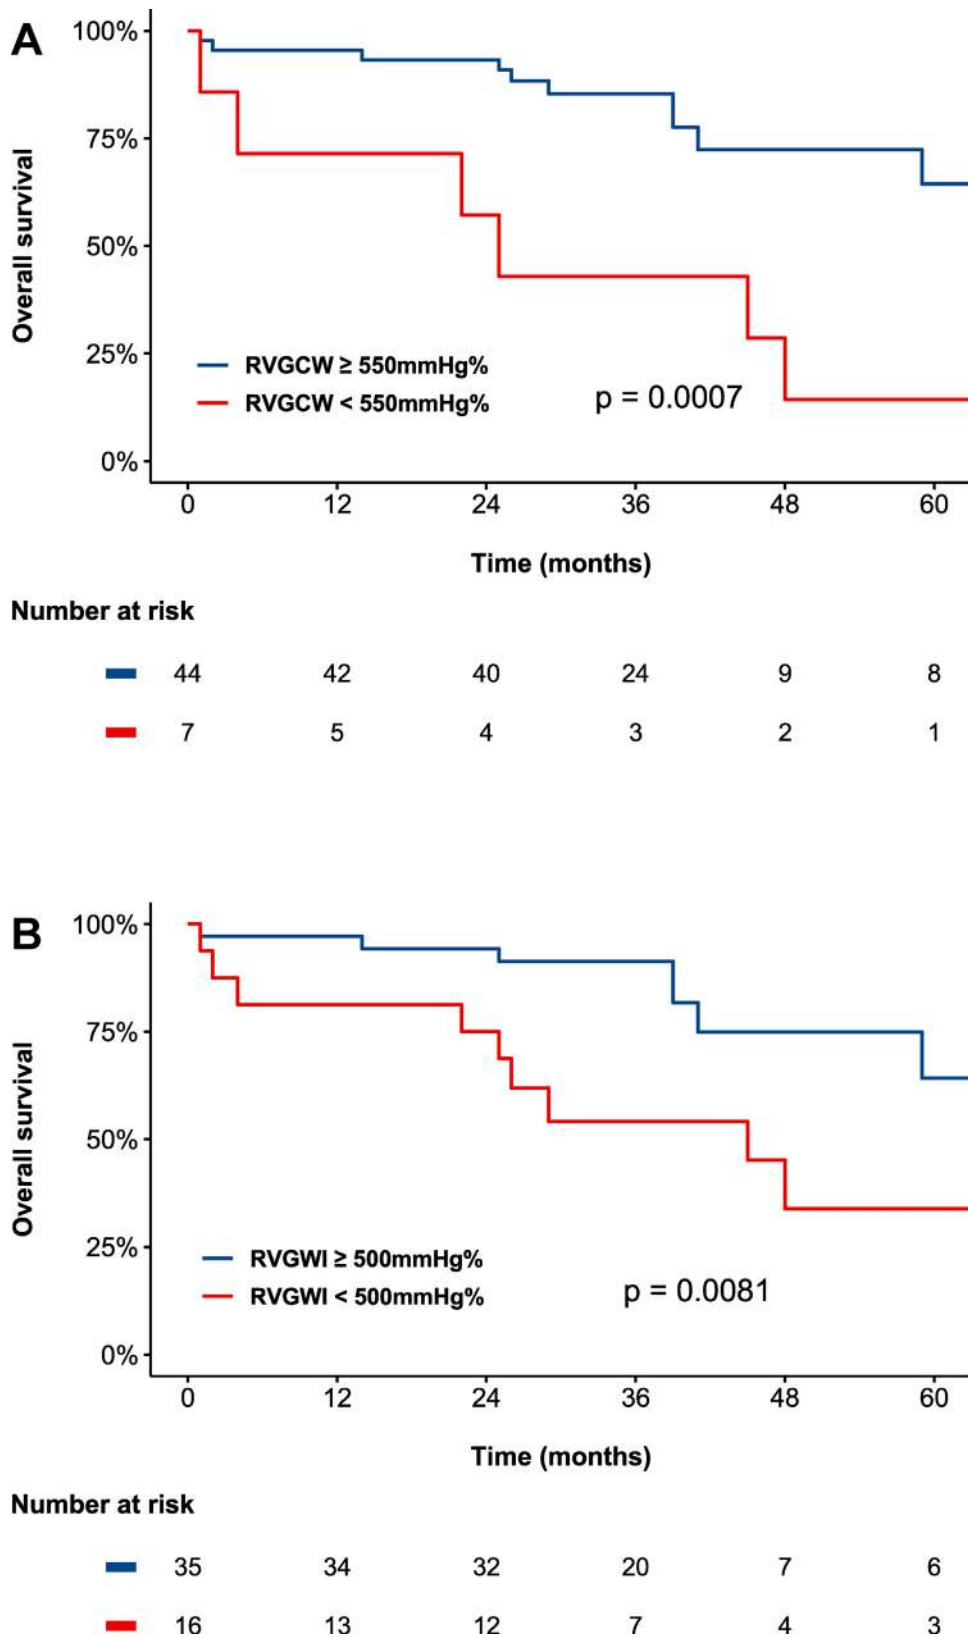 A
100%
75%
50%
25%
0%
Overall survival
RVGCW ≥ 550mmHg%
RVGCW < 550mmHg%
p = 0.0007
0 12 24 36 48 60
Time (months)
Number at risk
44 42 40 24 9 8
7 5 4 3 2 1
B
100%
75%
50%
25%
0%
Overall survival
RVGWI ≥ 500mmHg%
RVGWI < 500mmHg%
p = 0.0081
0 12 24 36 48 60
Time (months)
Number at risk
35 34 32 20 7 6
16 13 12 7 4 3